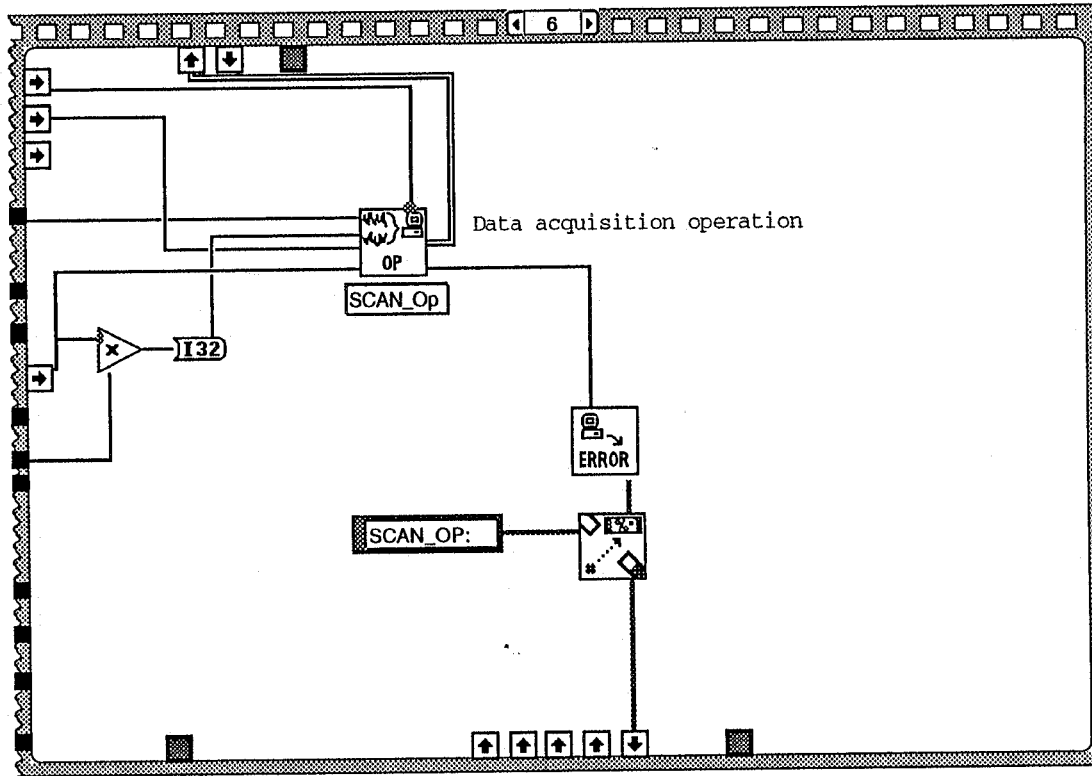 6
Data acquisition operation
OP
SCAN_Op
x
I32
ERROR
SCAN_OP:
%
#